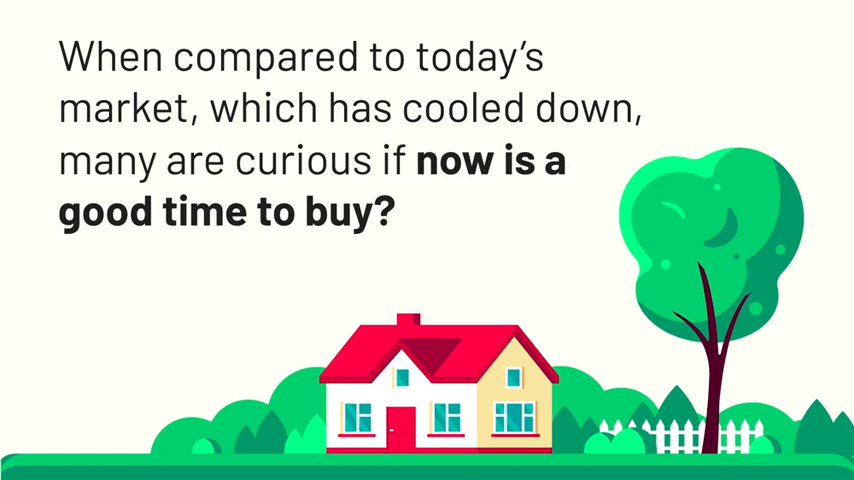 When compared to today’s
market, which has cooled down,
many are curious if now is a
good time to buy?